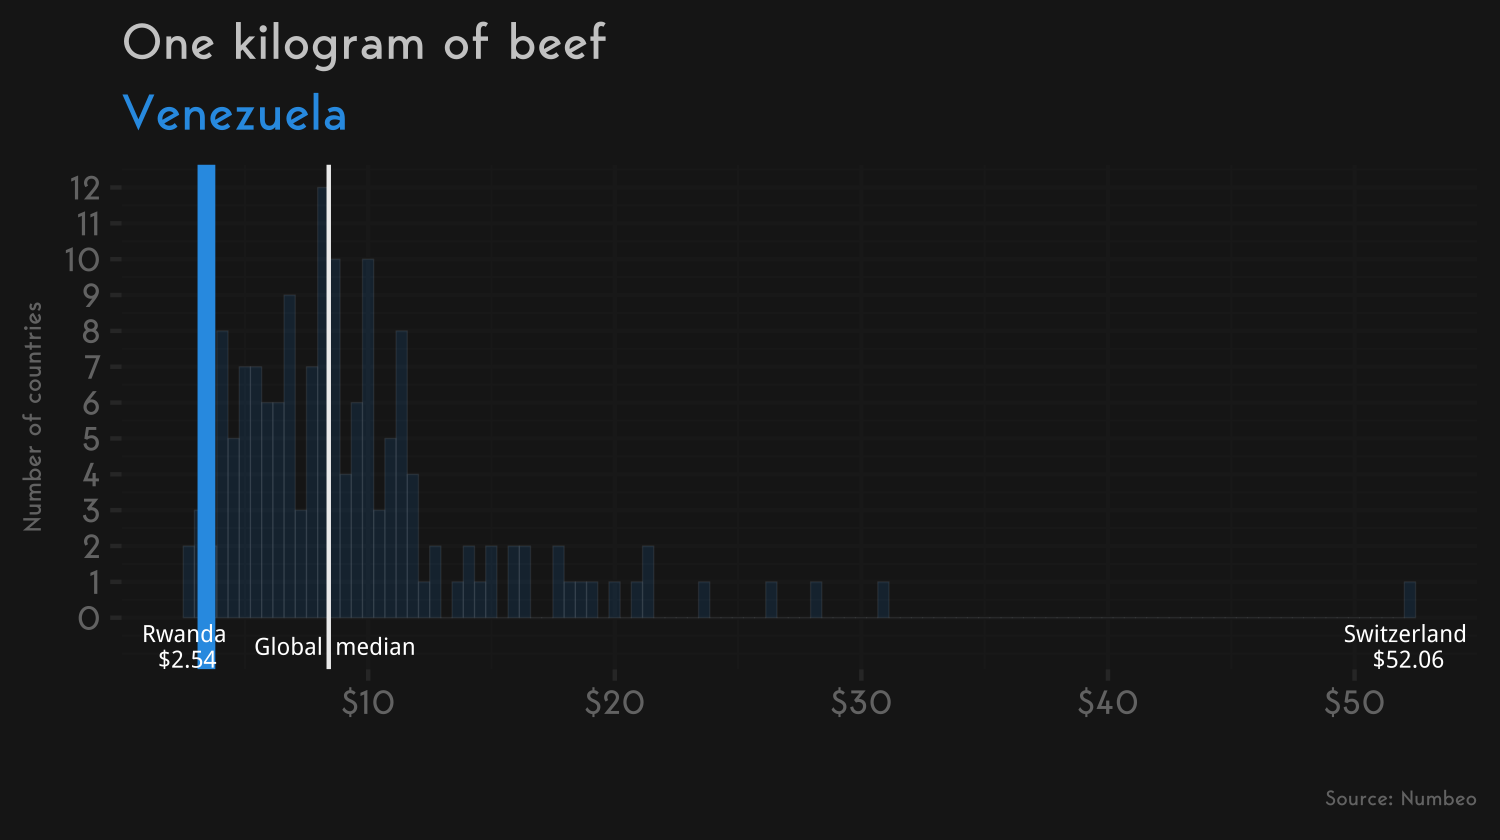 One kilogram of beef
Venezuela
Number of countries
12
11
10
9
8
7
6
5
4
3
2
1
0
Rwanda
$2.54
Global median
Switzerland
$52.06
$10
$20
$30
$40
$50
Source: Numbeo